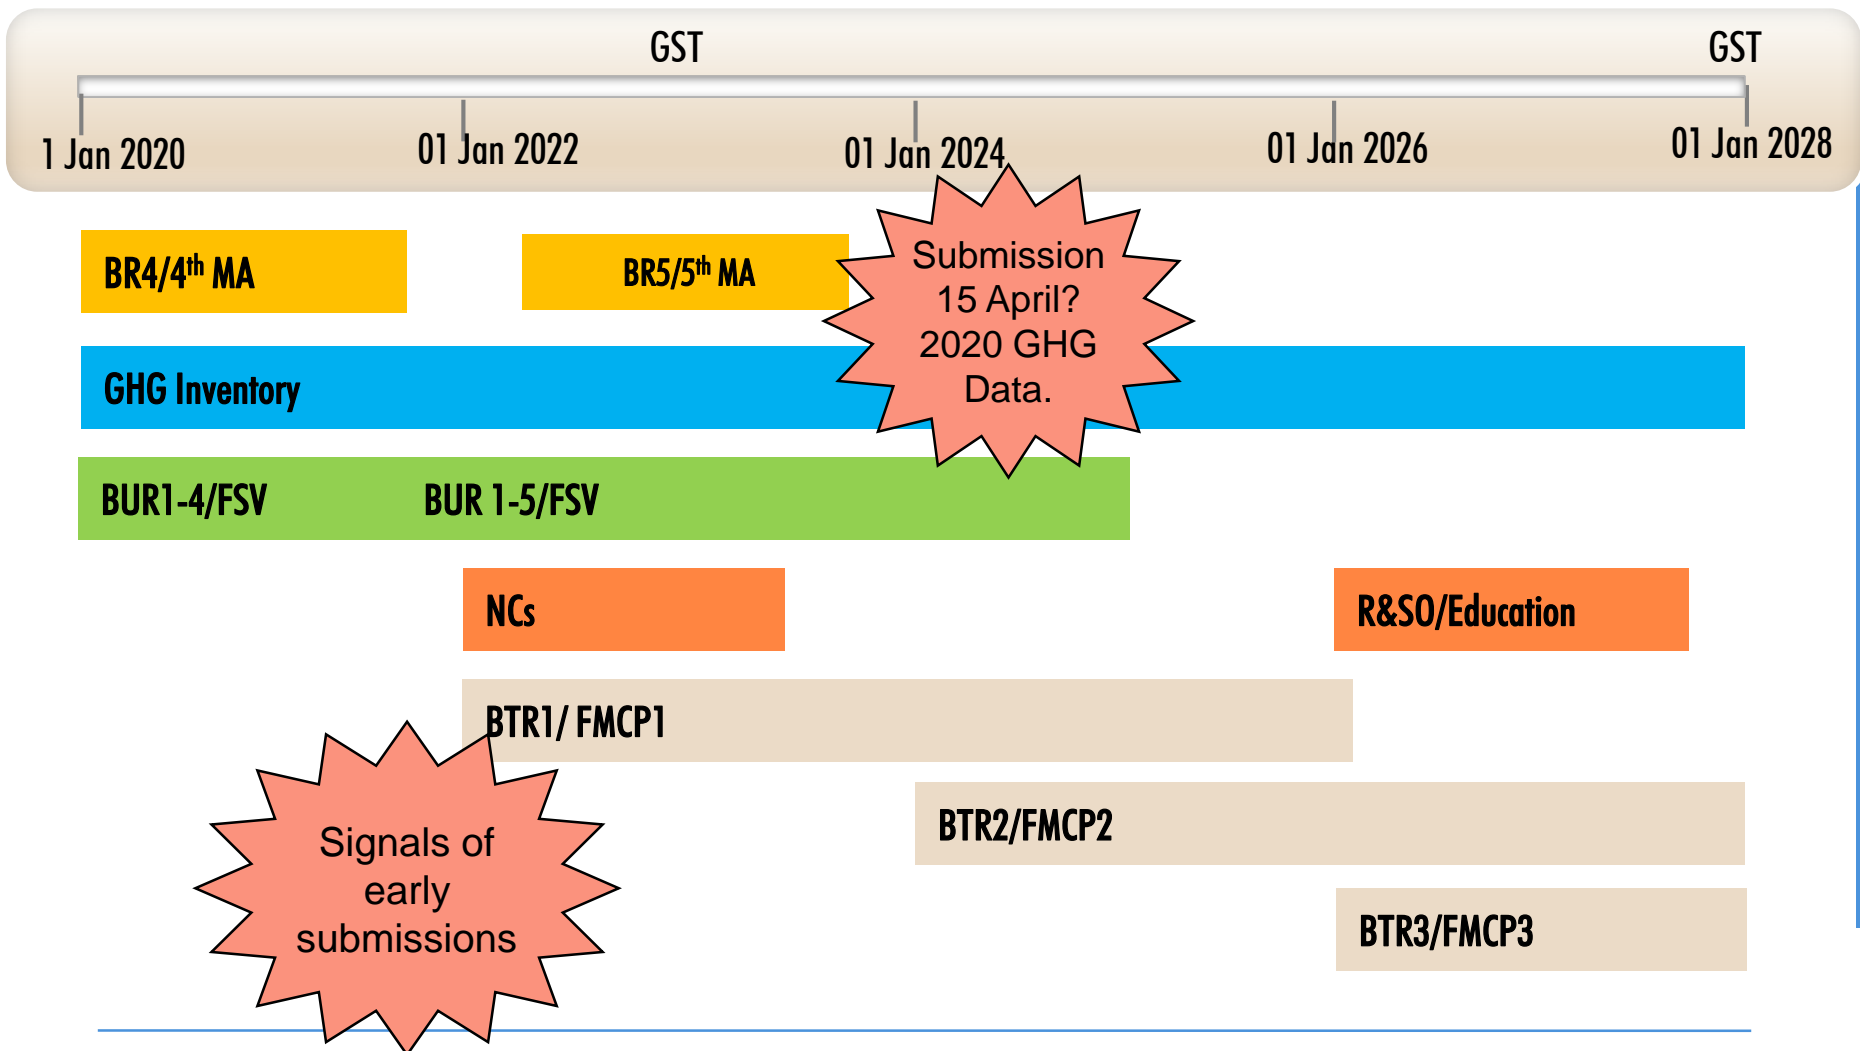 GST
GST
1 Jan 2020
01 Jan 2022
01 Jan 2024
01 Jan 2026
01 Jan 2028
BR4/4th MA
BR5/5th MA
Submission
15 April?
2020 GHG
Data.
GHG Inventory
BUR1-4/FSV
BUR 1-5/FSV
NCs
R&SO/Education
BTR1/ FMCP1
BTR2/FMCP2
Signals of
early
submissions
BTR3/FMCP3